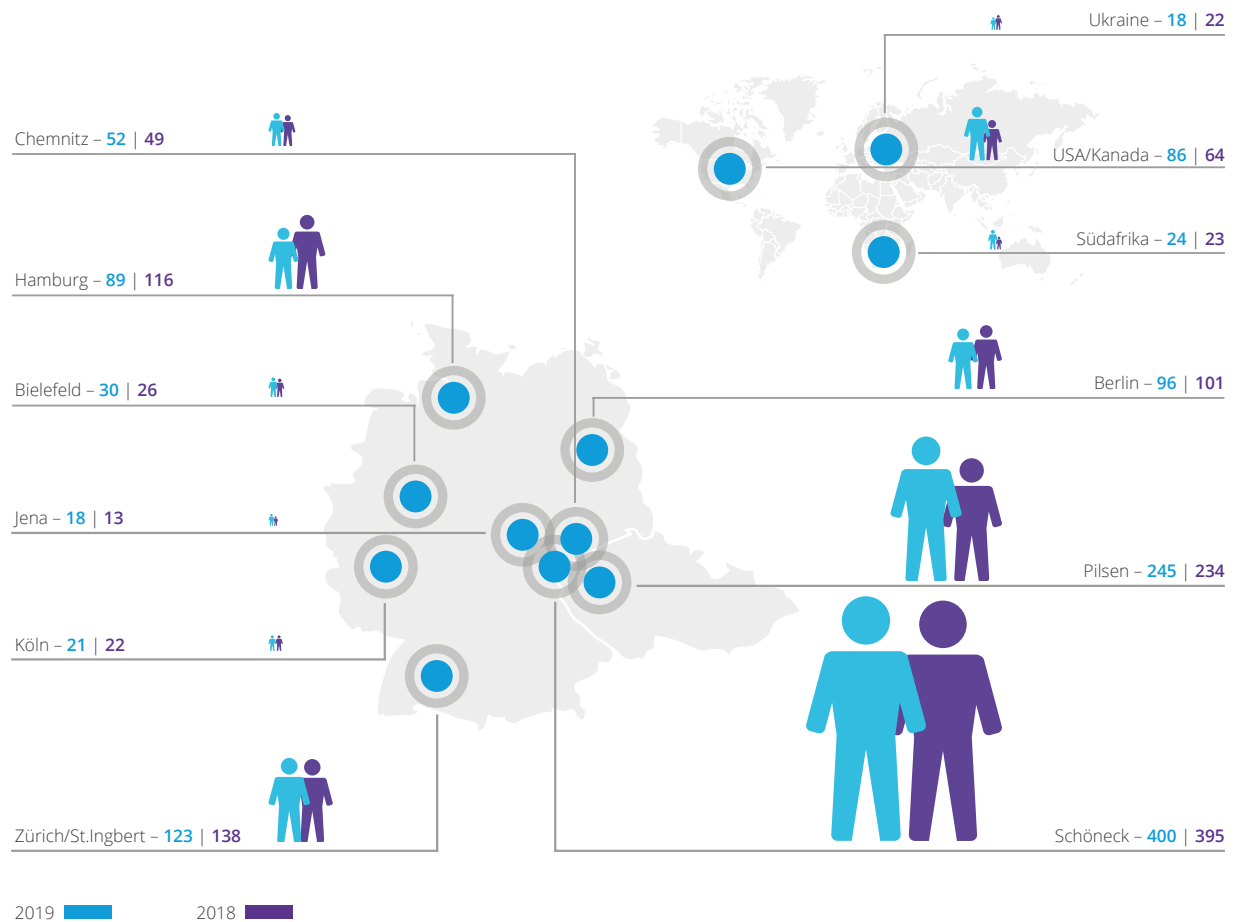 Ukraine – 18 | 22
Chemnitz – 52 | 49
USA/Kanada – 86 | 64
Südafrika – 24 | 23
Hamburg – 89 | 116
Bielefeld – 30 | 26
Berlin – 96 | 101
Jena – 18 | 13
Pilsen – 245 | 234
Köln – 21 | 22
Zürich/St.Ingbert – 123 | 138
Schöneck – 400 | 395
2019
2018